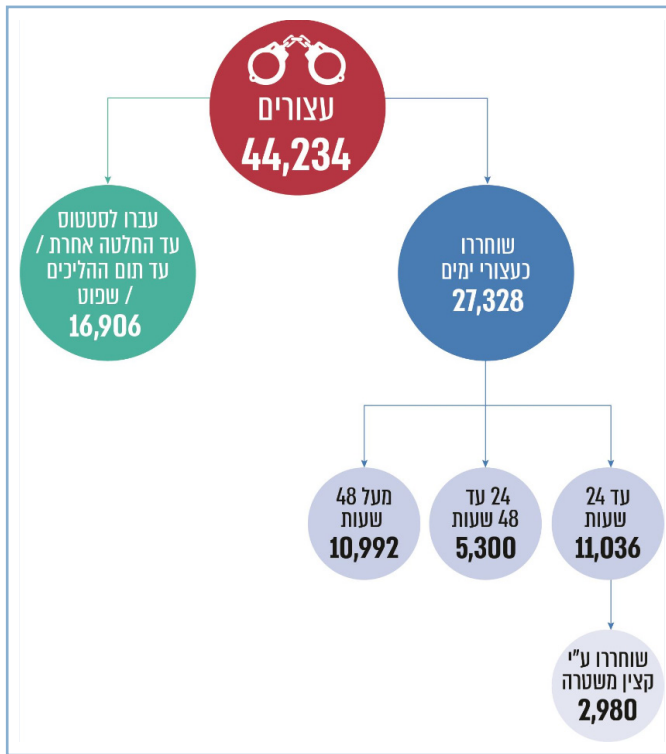 עצורים
44,234
שוחררו
כעצורי ימים
27,328
עברו לסטטוס
עד החלטה אחרת /
עד תום ההליכים
/ שפוט
16,906
עד 24
שעות
11,036
24 עד
48 שעות
5,300
מעל 48
שעות
10,992
שוחררו ע"י
קצין משטרה
2,980